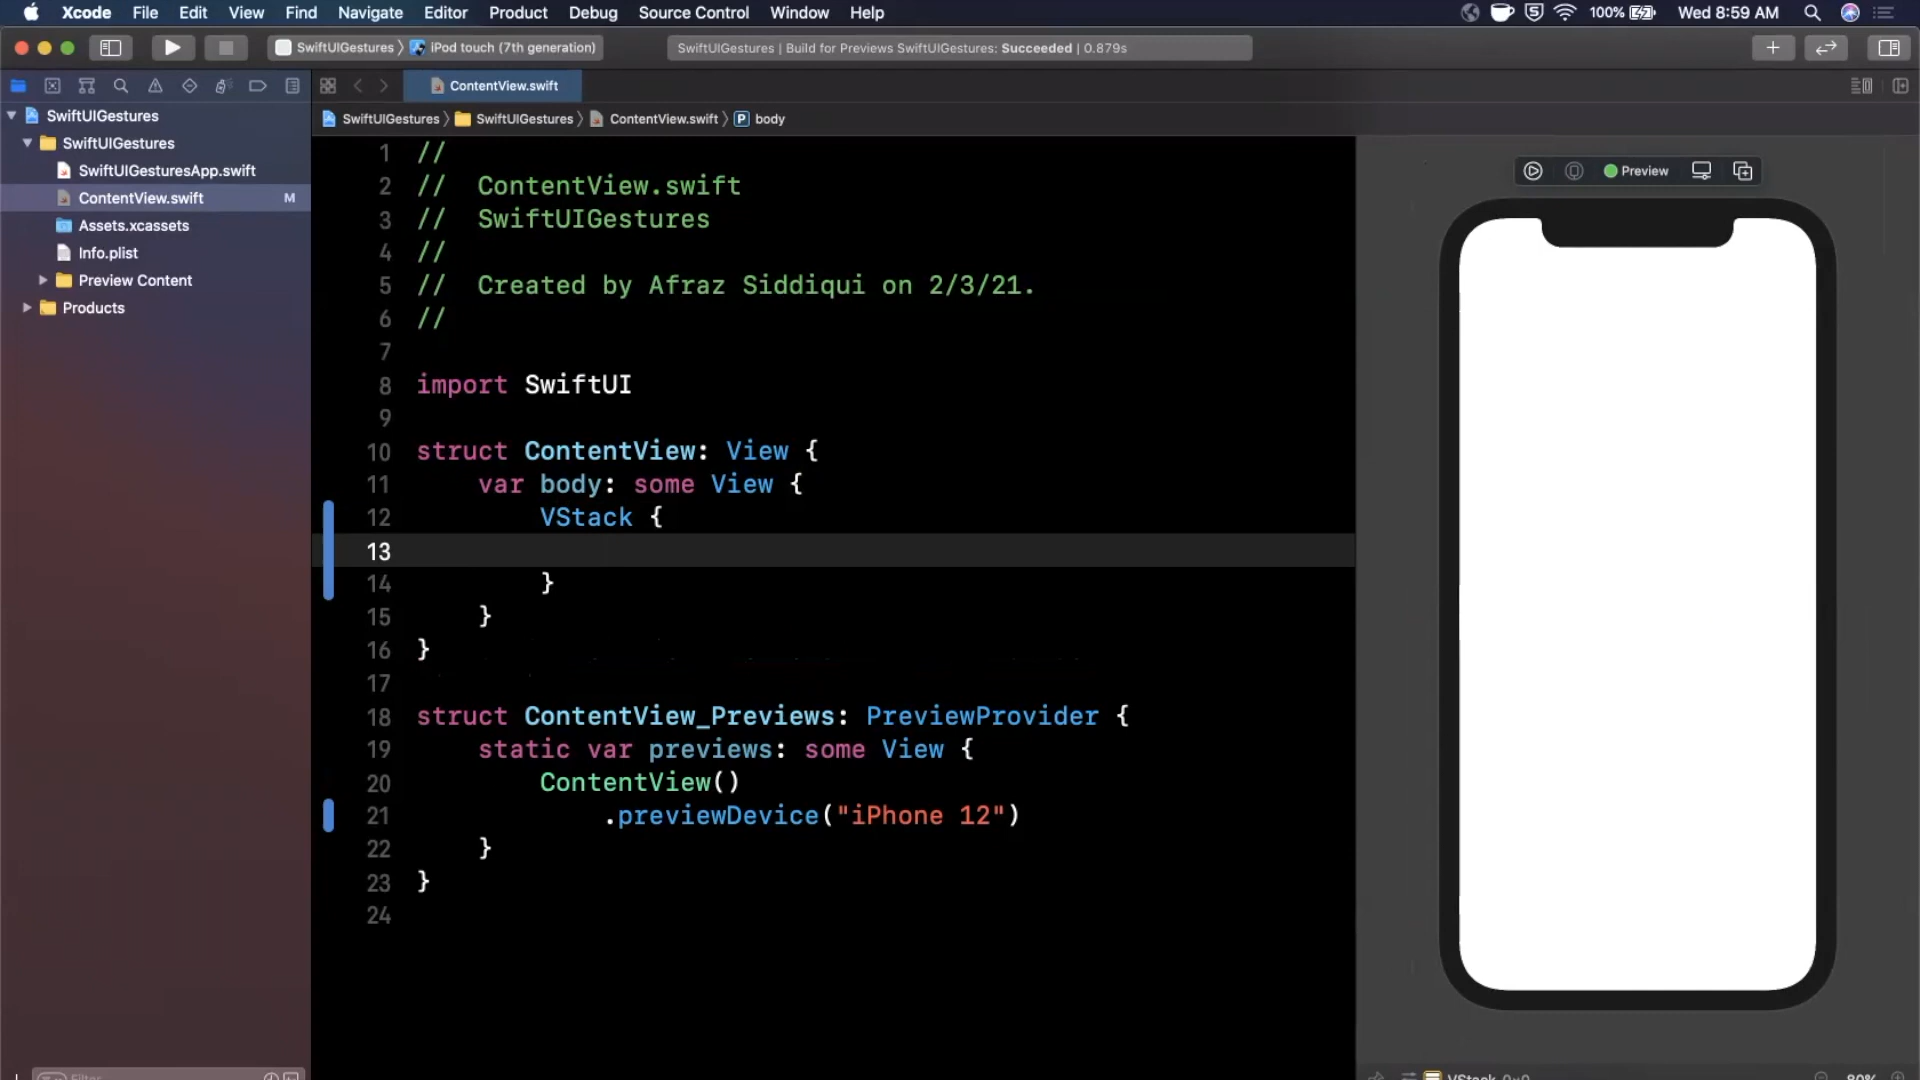 Xcode File Edit View Find Navigate Editor Product Debug Source Control Window Help 100% Wed 8:59 AM
SwiftUIGestures iPod touch (7th generation) SwiftUIGestures | Build for Previews SwiftUIGestures: Succeeded | 0.879s
ContentView.swift
SwiftUIGestures
SwiftUIGestures ContentView.swift body
SwiftUIGestures
SwiftUIGesturesApp.swift
ContentView.swift M
Assets.xcassets
Info.plist
Preview Content
Products
1 //
2 //  ContentView.swift
3 //  SwiftUIGestures
4 //
5 //  Created by Afraz Siddiqui on 2/3/21.
6 //
7
8 import SwiftUI
9
10 struct ContentView: View {
11     var body: some View {
12         VStack {
13
14         }
15     }
16 }
17
18 struct ContentView_Previews: PreviewProvider {
19     static var previews: some View {
20         ContentView()
21             .previewDevice("iPhone 12")
22     }
23 }
24
Preview
Filter
VStack 0×0 80%